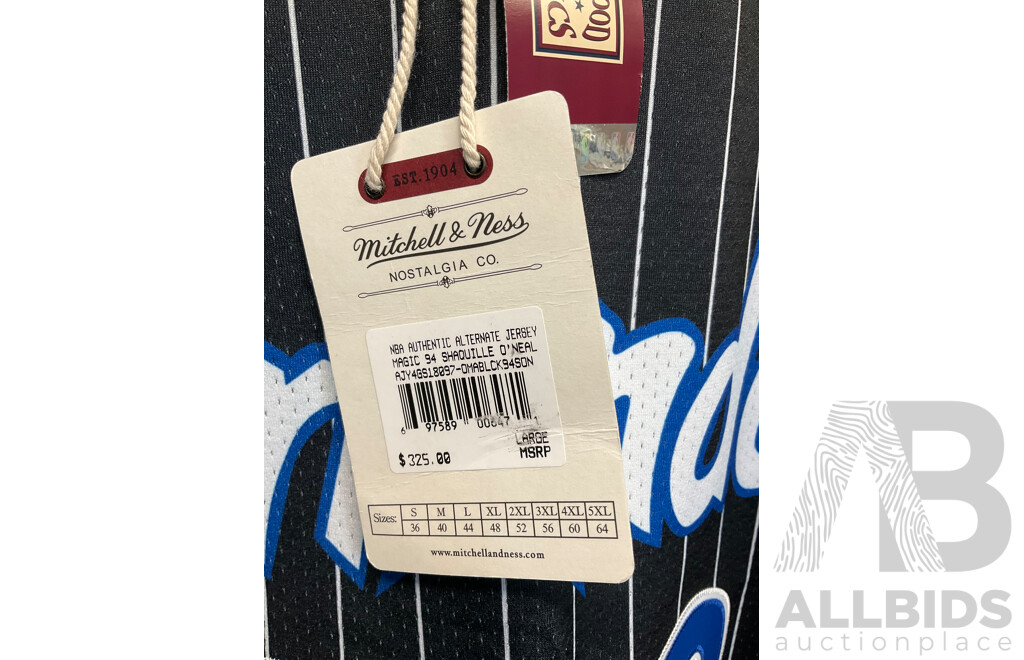 EST.1904
Mitchell & Ness
NOSTALGIA CO.
NBA AUTHENTIC ALTERNATE JERSEY
MAGIC 94 SHAQUILLE O'NEAL
AJY4GS18097-OMABLCK94SON
6 97589 00647 1
LARGE
$325.00 MSRP
Sizes: S M L XL 2XL 3XL 4XL 5XL
36 40 44 48 52 56 60 64
www.mitchellandness.com
AB
ALLBIDS
auctionplace